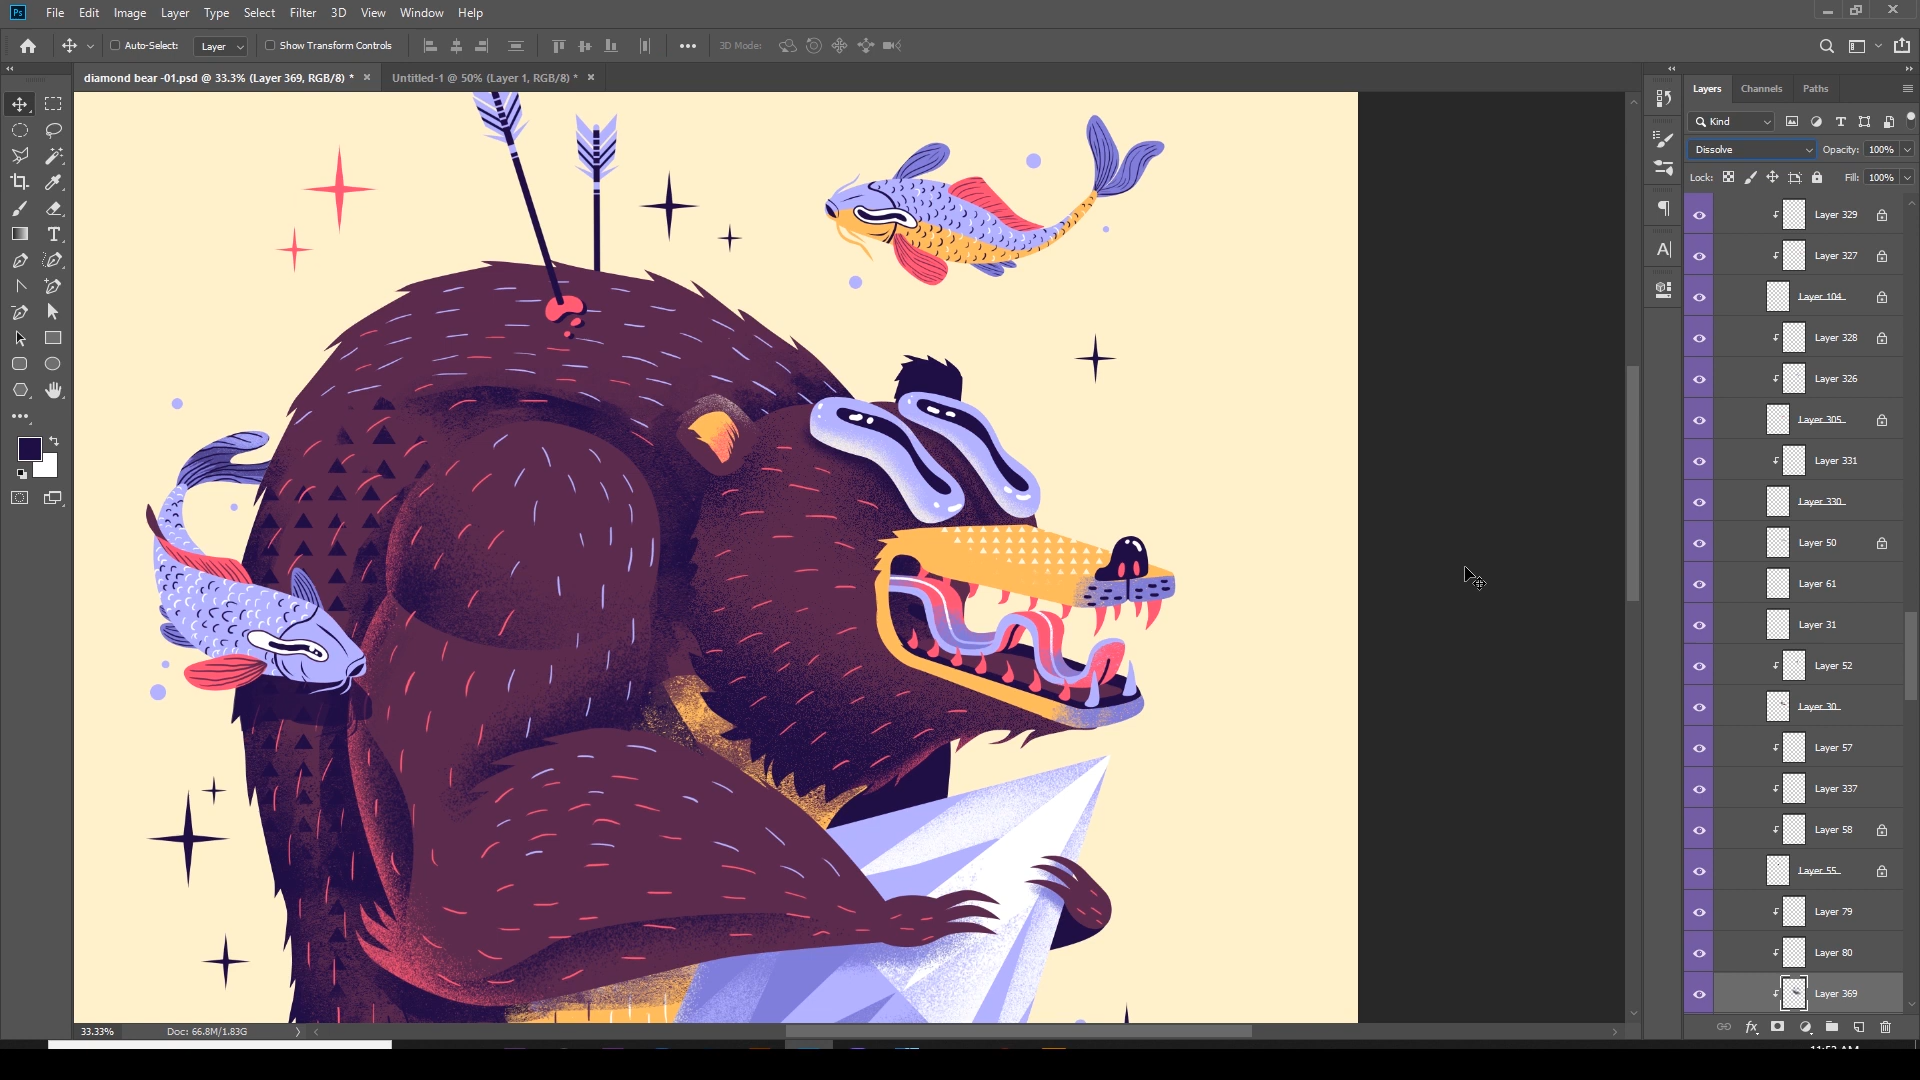 Ps File Edit Image Layer Type Select Filter 3D View Window Help
Auto-Select: Layer Show Transform Controls 3D Mode:
diamond bear -01.psd @ 33.3% (Layer 369, RGB/8) * Untitled-1 @ 50% (Layer 1, RGB/8) *
Layers Channels Paths
Kind
Dissolve Opacity: 100%
Lock: Fill: 100%
Layer 329
Layer 327
Layer 104
Layer 328
Layer 326
Layer 305
Layer 331
Layer 330
Layer 50
Layer 61
Layer 31
Layer 52
Layer 30
Layer 57
Layer 337
Layer 58
Layer 55
Layer 79
Layer 80
Layer 369
33.33% Doc: 66.8M/1.83G